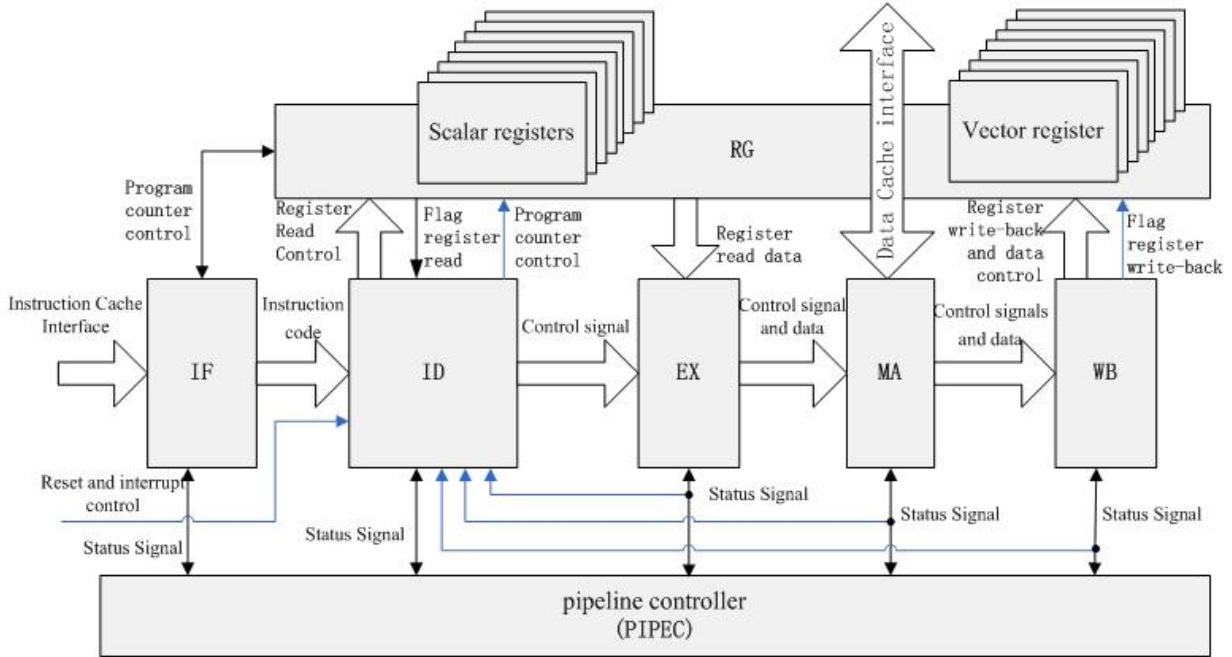 Scalar registers
RG
Data Cache interface
Vector register
Program
counter
control
Register
Read
Control
Flag
register
read
Program
counter
control
Register
read data
Register
write-back
and data
control
Flag
register
write-back
Instruction Cache
Interface
IF
Instruction
code
ID
Control signal
EX
Control signal
and data
MA
Control signals
and data
WB
Reset and interrupt
control
Status Signal
Status Signal
Status Signal
Status Signal
Status Signal
pipeline controller
(PIPEC)